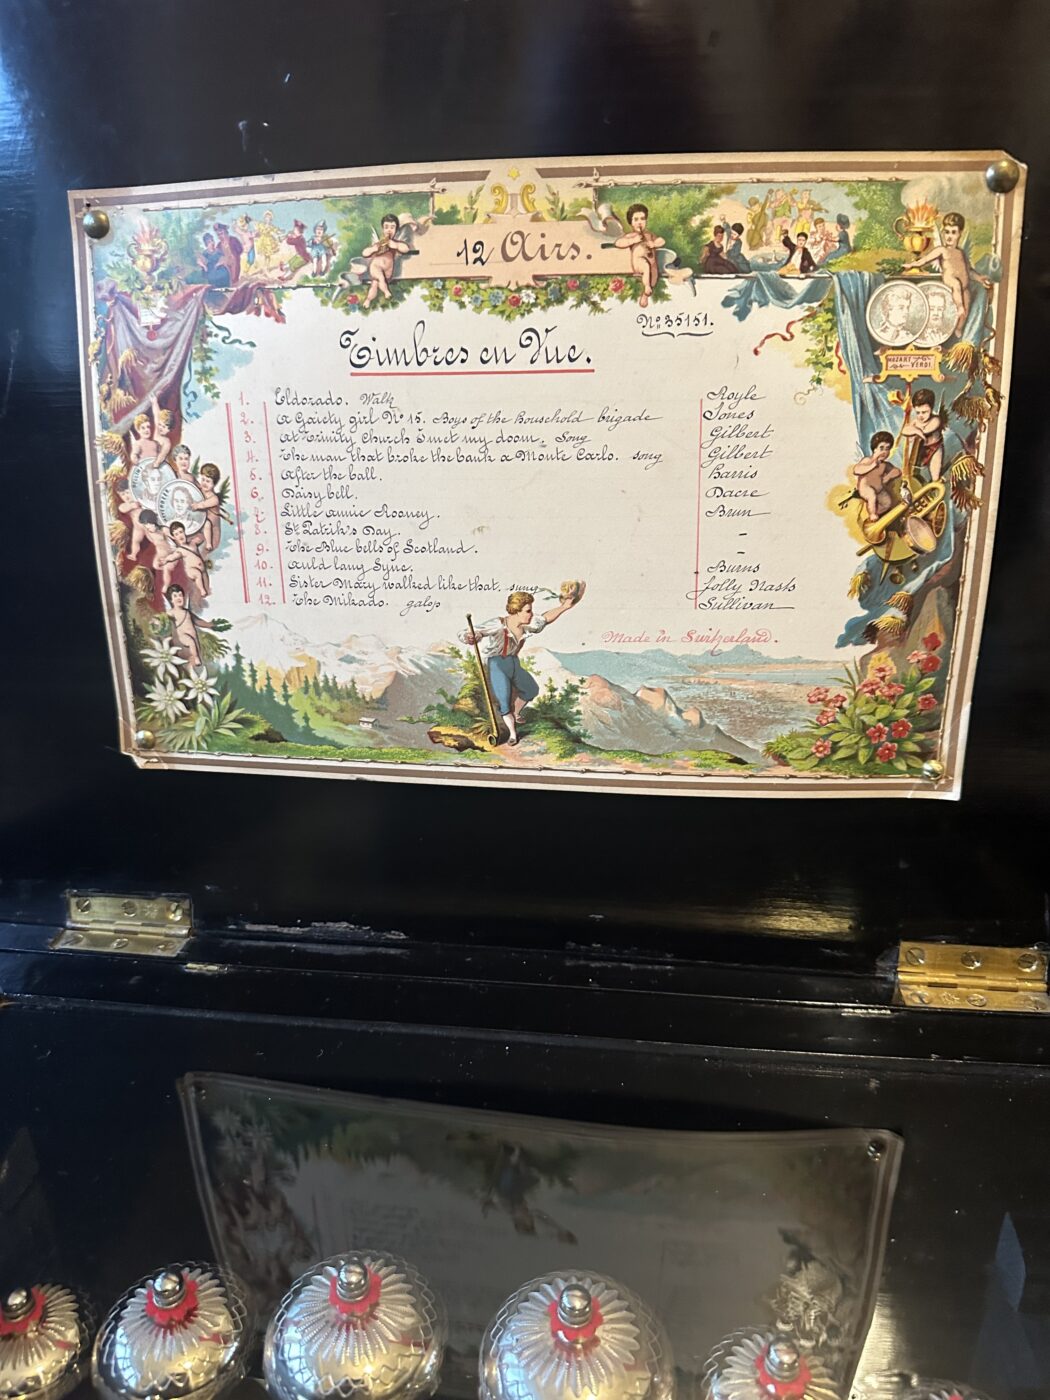 12 Airs.
No 35151.
Timbres en Vue.
1. Eldorado. Waltz Royle
2. A Gaiety girl No 15. Boys of the household brigade Jones
3. At Trinity Church I met my doom. Song Gilbert
4. The man that broke the bank a Monte Carlo. song Gilbert
5. After the ball. Harris
6. Daisy bell. Dacre
7. Little annie Rooney. Brun
8. St Patrik's Day. -
9. The Blue bells of Scotland. -
10. Auld lang Syne. Burns
11. Sister Mary walked like that. song Jolly Nash
12. The Mikado. galop Sullivan
Made in Switzerland.
MOZART
VERDI